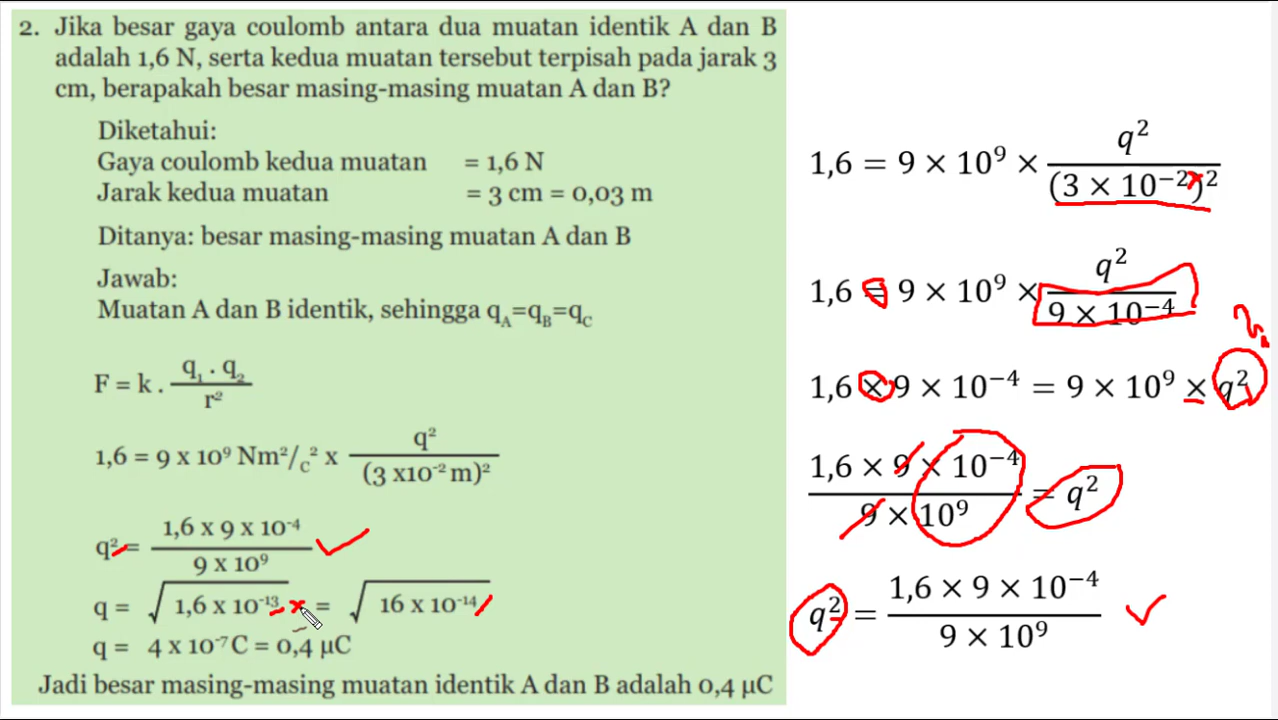 2. Jika besar gaya coulomb antara dua muatan identik A dan B
adalah 1,6 N, serta kedua muatan tersebut terpisah pada jarak 3
cm, berapakah besar masing-masing muatan A dan B?
Diketahui:
Gaya coulomb kedua muatan = 1,6 N
Jarak kedua muatan = 3 cm = 0,03 m
Ditanya: besar masing-masing muatan A dan B
Jawab:
Muatan A dan B identik, sehingga q_A=q_B=q_C
F = k . (q₁ . q₂)/r²
1,6 = 9 x 10⁹ Nm²/c² x q²/(3 x10⁻² m)²
q² = (1,6 x 9 x 10⁻⁴)/(9 x 10⁹)
q = √(1,6 x 10⁻¹³) = √(16 x 10⁻¹⁴)
q = 4 x 10⁻⁷ C = 0,4 μC
Jadi besar masing-masing muatan identik A dan B adalah 0,4 μC
1,6 = 9 × 10⁹ × q²/(3 × 10⁻²)²
1,6 = 9 × 10⁹ × q²/(9 × 10⁻⁴)
1,6 × 9 × 10⁻⁴ = 9 × 10⁹ × q²
(1,6 × 9 × 10⁻⁴)/(9 × 10⁹) = q²
q² = (1,6 × 9 × 10⁻⁴)/(9 × 10⁹)